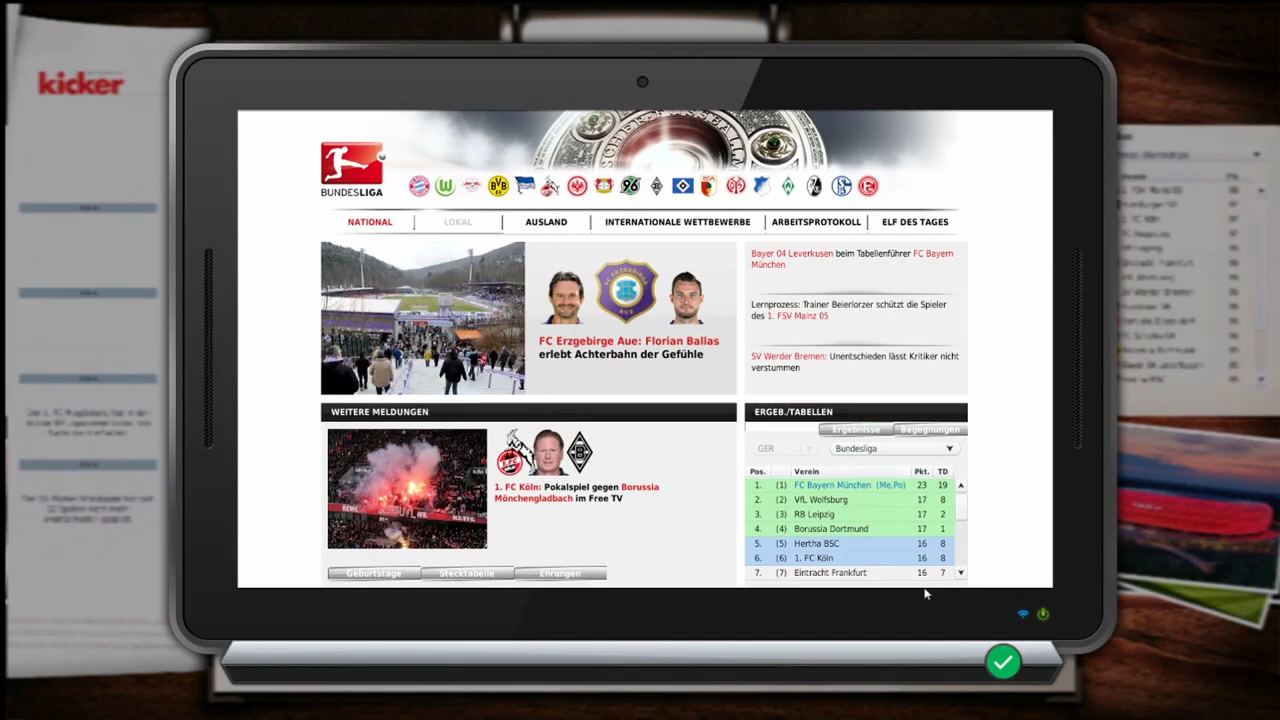 kicker
BUNDESLIGA
NATIONAL
LOKAL
AUSLAND
INTERNATIONALE WETTBEWERBE
ARBEITSPROTOKOLL
ELF DES TAGES
FC Erzgebirge Aue: Florian Ballas
erlebt Achterbahn der Gefühle
Bayer 04 Leverkusen beim Tabellenführer FC Bayern
München
Lernprozess: Trainer Beierlorzer schützt die Spieler
des 1. FSV Mainz 05
SV Werder Bremen: Unentschieden lässt Kritiker nicht
verstummen
WEITERE MELDUNGEN
1. FC Köln: Pokalspiel gegen Borussia
Mönchengladbach im Free TV
Geburtstage
Stecktabelle
Ehrungen
ERGEB./TABELLEN
Ergebnisse
Begegnungen
GER
Bundesliga
Pos. Verein Pkt. TD
1. (1) FC Bayern München (Me,Po) 23 19
2. (2) VfL Wolfsburg 17 8
3. (3) RB Leipzig 17 2
4. (4) Borussia Dortmund 17 1
5. (5) Hertha BSC 16 8
6. (6) 1. FC Köln 16 8
7. (7) Eintracht Frankfurt 16 7